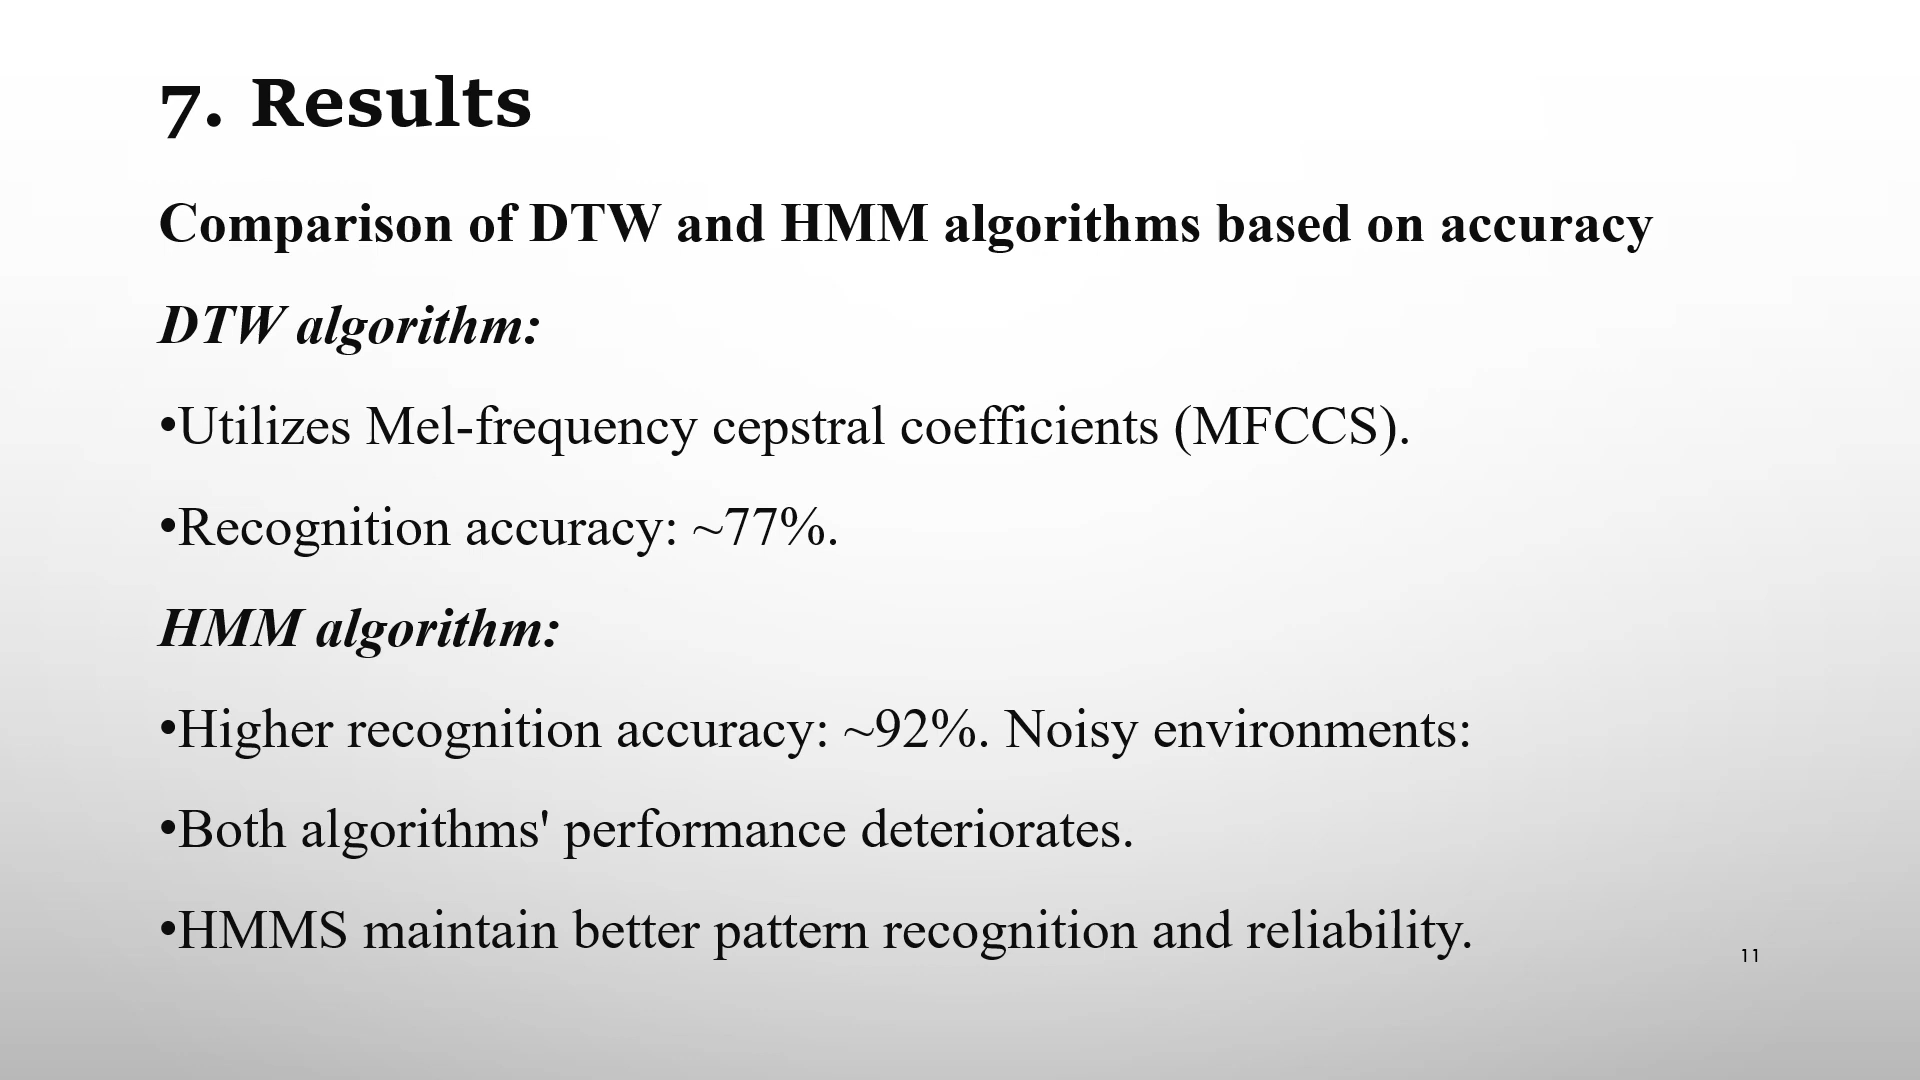 7. Results
Comparison of DTW and HMM algorithms based on accuracy
DTW algorithm:
•Utilizes Mel-frequency cepstral coefficients (MFCCS).
•Recognition accuracy: ~77%.
HMM algorithm:
•Higher recognition accuracy: ~92%. Noisy environments:
•Both algorithms' performance deteriorates.
•HMMS maintain better pattern recognition and reliability.
11